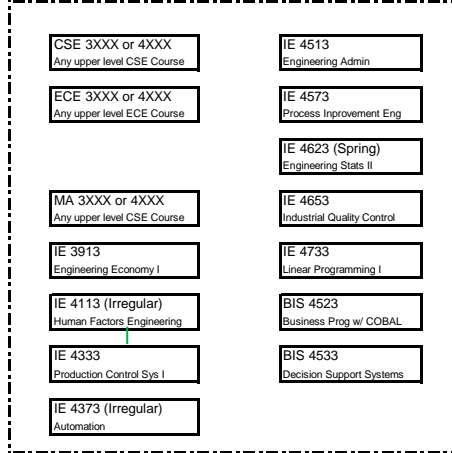 CSE 3XXX or 4XXX
Any upper level CSE Course
ECE 3XXX or 4XXX
Any upper level ECE Course
MA 3XXX or 4XXX
Any upper level CSE Course
IE 3913
Engineering Economy I
IE 4113 (Irregular)
Human Factors Engineering
IE 4333
Production Control Sys I
IE 4373 (Irregular)
Automation
IE 4513
Engineering Admin
IE 4573
Process Inprovement Eng
IE 4623 (Spring)
Engineering Stats II
IE 4653
Industrial Quality Control
IE 4733
Linear Programming I
BIS 4523
Business Prog w/ COBAL
BIS 4533
Decision Support Systems